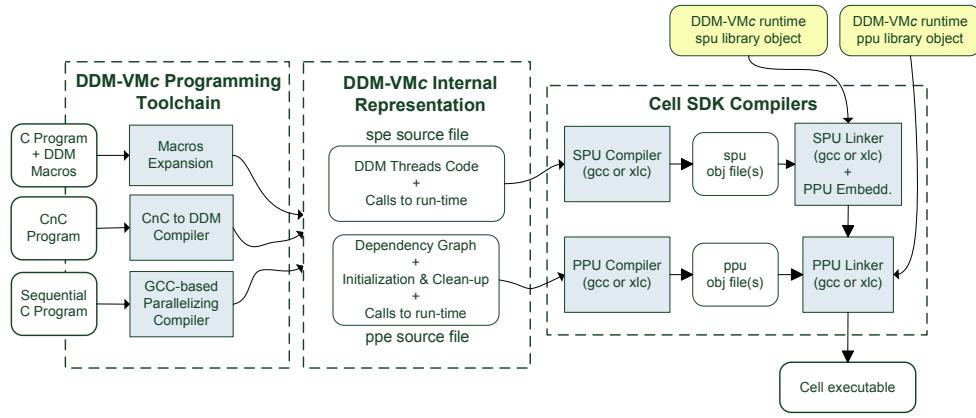 DDM-VMc runtime
spu library object
DDM-VMc runtime
ppu library object
DDM-VMc Programming
Toolchain
DDM-VMc Internal
Representation
Cell SDK Compilers
C Program
+ DDM
Macros
Macros
Expansion
CnC
Program
CnC to DDM
Compiler
Sequential
C Program
GCC-based
Parallelizing
Compiler
spe source file
DDM Threads Code
+
Calls to run-time
Dependency Graph
+
Initialization & Clean-up
+
Calls to run-time
ppe source file
SPU Compiler
(gcc or xlc)
spu
obj file(s)
SPU Linker
(gcc or xlc)
+
PPU Embedd.
PPU Compiler
(gcc or xlc)
ppu
obj file(s)
PPU Linker
(gcc or xlc)
Cell executable